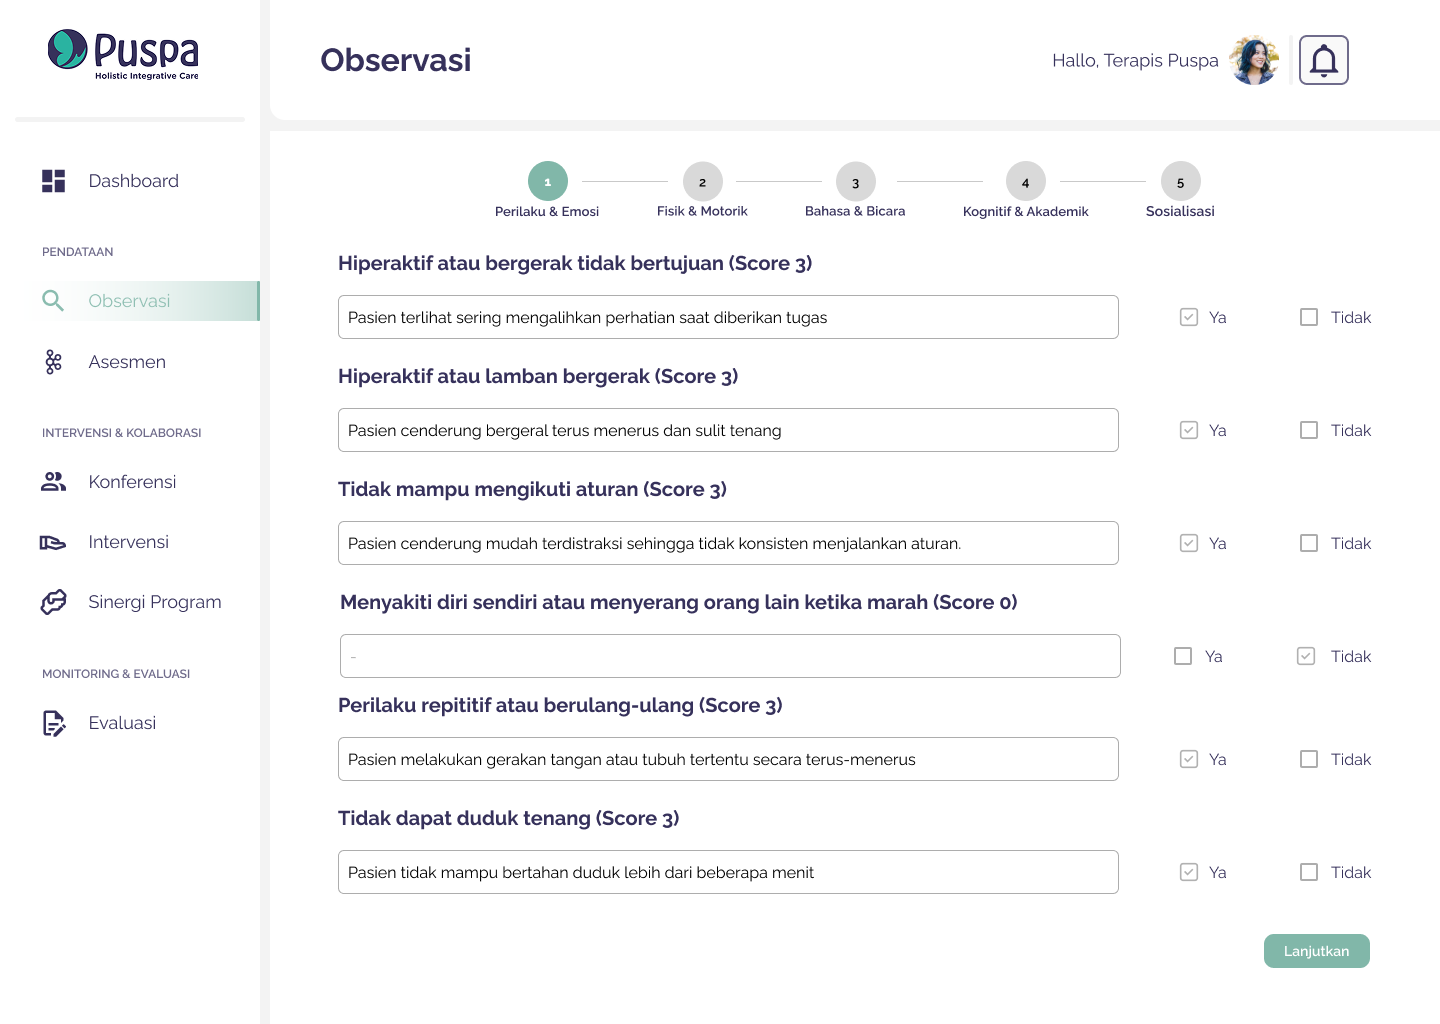 Puspa
Holistic Integrative Care
Dashboard
PENDATAAN
Observasi
Asesmen
INTERVENSI & KOLABORASI
Konferensi
Intervensi
Sinergi Program
MONITORING & EVALUASI
Evaluasi
Observasi
Hallo, Terapis Puspa
1 2 3 4 5
Perilaku & Emosi Fisik & Motorik Bahasa & Bicara Kognitif & Akademik Sosialisasi
Hiperaktif atau bergerak tidak bertujuan (Score 3)
Pasien terlihat sering mengalihkan perhatian saat diberikan tugas Ya Tidak
Hiperaktif atau lamban bergerak (Score 3)
Pasien cenderung bergeral terus menerus dan sulit tenang Ya Tidak
Tidak mampu mengikuti aturan (Score 3)
Pasien cenderung mudah terdistraksi sehingga tidak konsisten menjalankan aturan. Ya Tidak
Menyakiti diri sendiri atau menyerang orang lain ketika marah (Score 0)
- Ya Tidak
Perilaku repititif atau berulang-ulang (Score 3)
Pasien melakukan gerakan tangan atau tubuh tertentu secara terus-menerus Ya Tidak
Tidak dapat duduk tenang (Score 3)
Pasien tidak mampu bertahan duduk lebih dari beberapa menit Ya Tidak
Lanjutkan